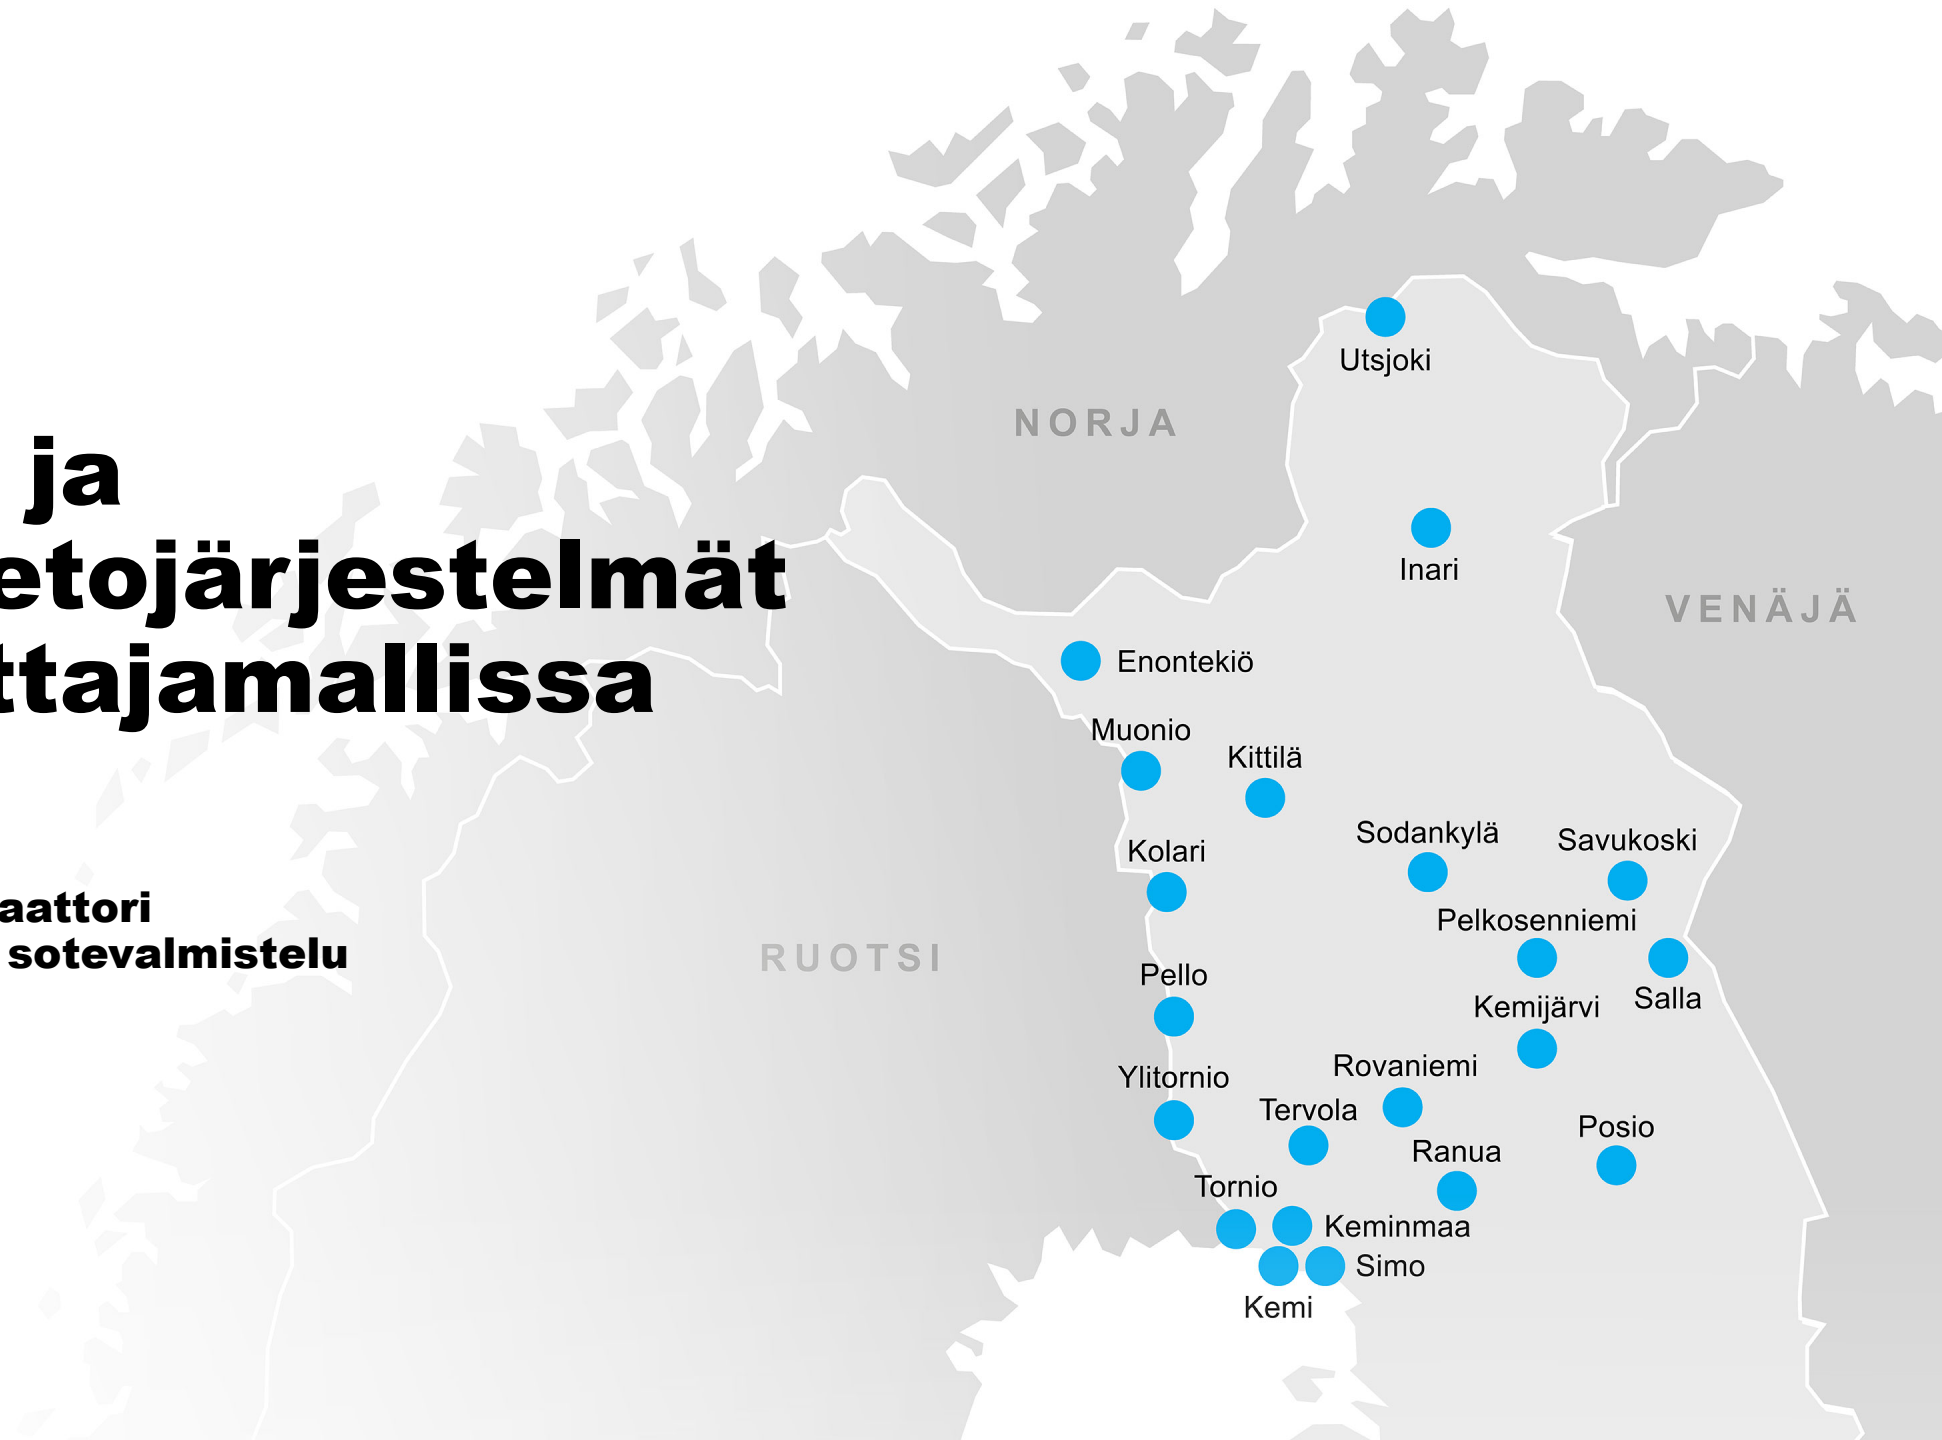 ja
etojärjestelmät
ttajamallissa
aattori
sotevalmistelu
NORJA
VENÄJÄ
RUOTSI
Utsjoki
Inari
Enontekiö
Muonio
Kittilä
Sodankylä
Savukoski
Kolari
Pelkosenniemi
Pello
Salla
Kemijärvi
Rovaniemi
Ylitornio
Tervola
Posio
Ranua
Tornio
Keminmaa
Simo
Kemi